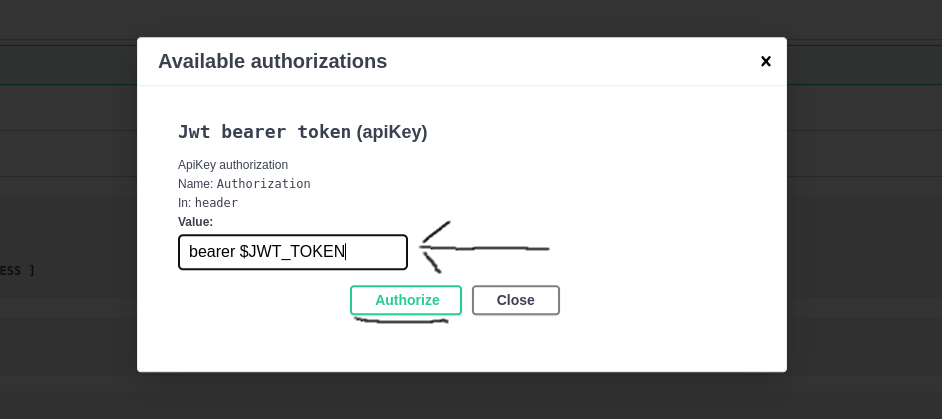 Available authorizations
×
Jwt bearer token (apiKey)
ApiKey authorization
Name: Authorization
In: header
Value:
bearer $JWT_TOKEN
ESS ]
Authorize Close